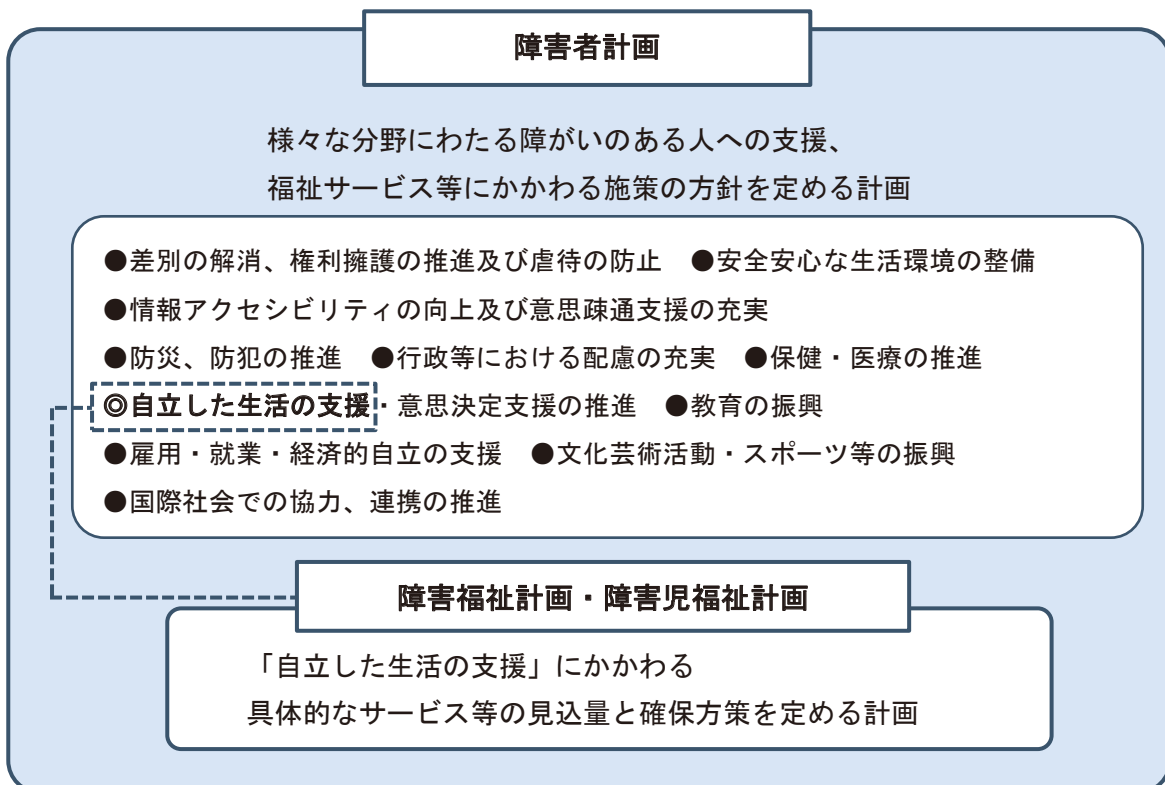 障害者計画
様々な分野にわたる障がいのある人への支援、
福祉サービス等にかかわる施策の方針を定める計画
●差別の解消、権利擁護の推進及び虐待の防止　●安全安心な生活環境の整備
●情報アクセシビリティの向上及び意思疎通支援の充実
●防災、防犯の推進　●行政等における配慮の充実　●保健・医療の推進
◎自立した生活の支援・意思決定支援の推進　●教育の振興
●雇用・就業・経済的自立の支援　●文化芸術活動・スポーツ等の振興
●国際社会での協力、連携の推進
障害福祉計画・障害児福祉計画
「自立した生活の支援」にかかわる
具体的なサービス等の見込量と確保方策を定める計画